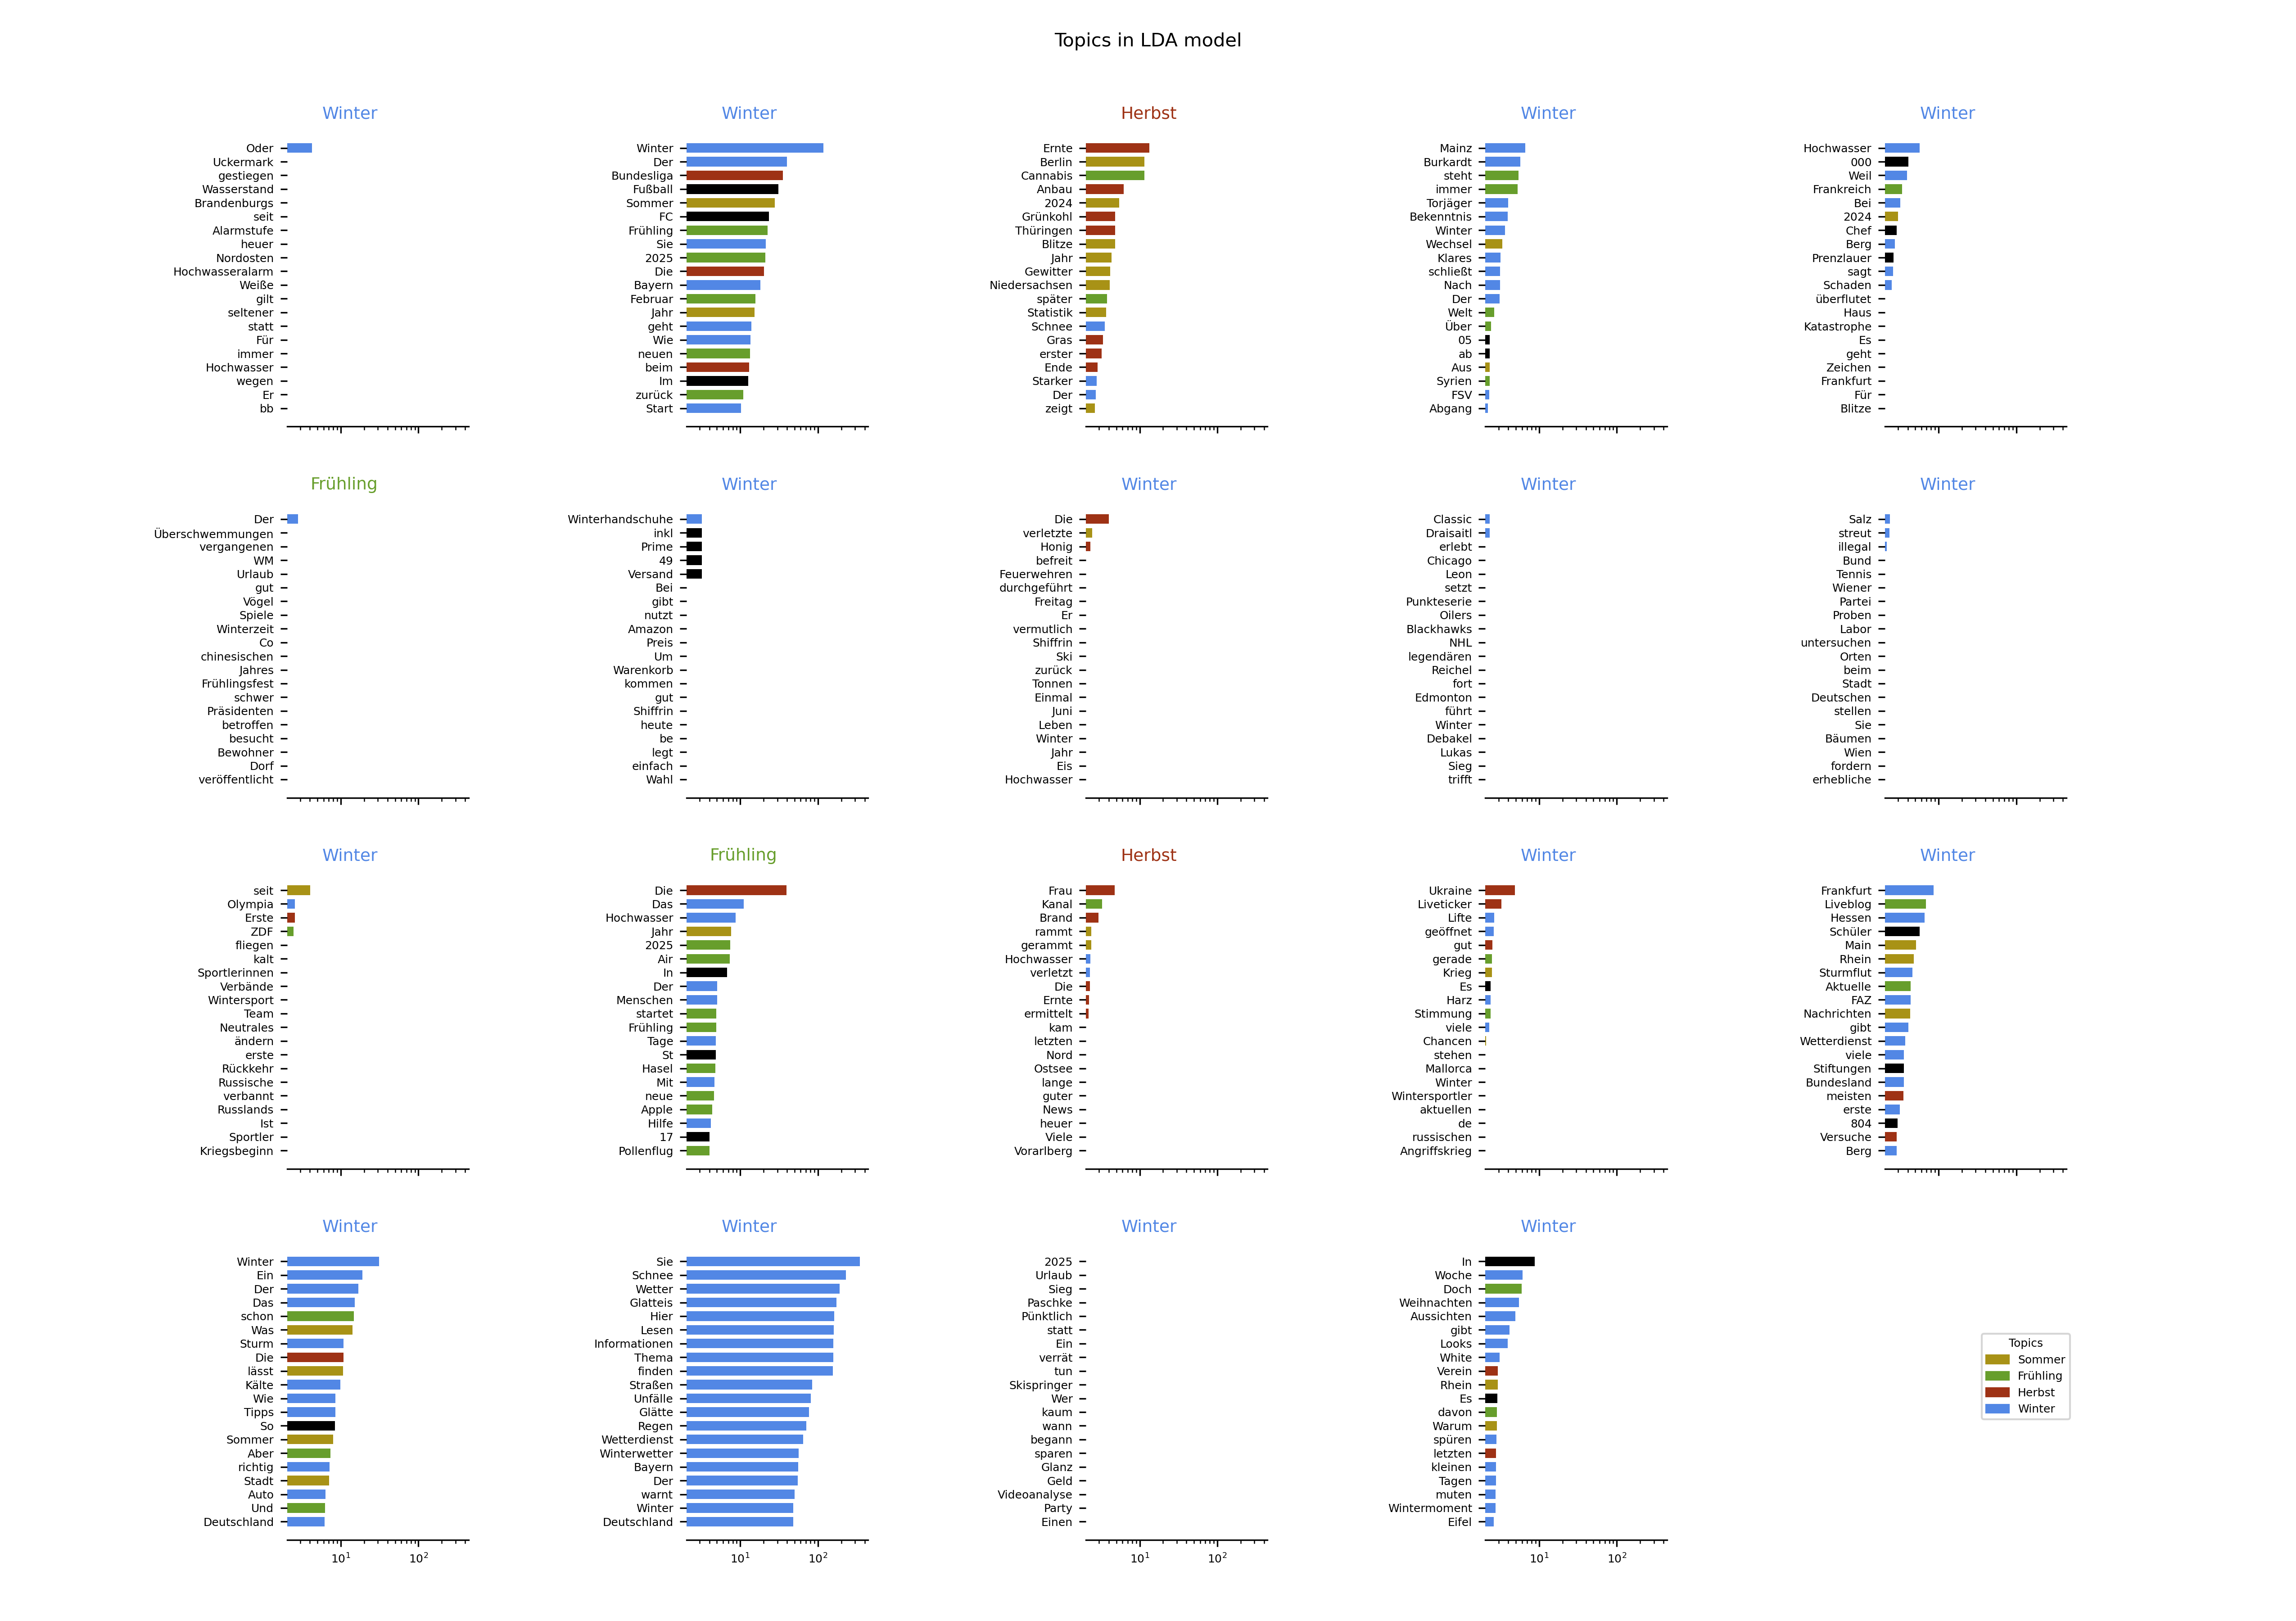 Topics in LDA model
Winter
Oder
Uckermark
gestiegen
Wasserstand
Brandenburgs
seit
Alarmstufe
heuer
Nordosten
Hochwasseralarm
Weiße
gilt
seltener
statt
Für
immer
Hochwasser
wegen
Er
bb
Winter
Winter
Der
Bundesliga
Fußball
Sommer
FC
Frühling
Sie
2025
Die
Bayern
Februar
Jahr
geht
Wie
neuen
beim
Im
zurück
Start
Herbst
Ernte
Berlin
Cannabis
Anbau
2024
Grünkohl
Thüringen
Blitze
Jahr
Gewitter
Niedersachsen
später
Statistik
Schnee
Gras
erster
Ende
Starker
Der
zeigt
Winter
Mainz
Burkardt
steht
immer
Torjäger
Bekenntnis
Winter
Wechsel
Klares
schließt
Nach
Der
Welt
Über
05
ab
Aus
Syrien
FSV
Abgang
Winter
Hochwasser
000
Weil
Frankreich
Bei
2024
Chef
Berg
Prenzlauer
sagt
Schaden
überflutet
Haus
Katastrophe
Es
geht
Zeichen
Frankfurt
Für
Blitze
Frühling
Der
Überschwemmungen
vergangenen
WM
Urlaub
gut
Vögel
Spiele
Winterzeit
Co
chinesischen
Jahres
Frühlingsfest
schwer
Präsidenten
betroffen
besucht
Bewohner
Dorf
veröffentlicht
Winter
Winterhandschuhe
inkl
Prime
49
Versand
Bei
gibt
nutzt
Amazon
Preis
Um
Warenkorb
kommen
gut
Shiffrin
heute
be
legt
einfach
Wahl
Winter
Die
verletzte
Honig
befreit
Feuerwehren
durchgeführt
Freitag
Er
vermutlich
Shiffrin
Ski
zurück
Tonnen
Einmal
Juni
Leben
Winter
Jahr
Eis
Hochwasser
Winter
Classic
Draisaitl
erlebt
Chicago
Leon
setzt
Punkteserie
Oilers
Blackhawks
NHL
legendären
Reichel
fort
Edmonton
führt
Winter
Debakel
Lukas
Sieg
trifft
Winter
Salz
streut
illegal
Bund
Tennis
Wiener
Partei
Proben
Labor
untersuchen
Orten
beim
Stadt
Deutschen
stellen
Sie
Bäumen
Wien
fordern
erhebliche
Winter
seit
Olympia
Erste
ZDF
fliegen
kalt
Sportlerinnen
Verbände
Wintersport
Team
Neutrales
ändern
erste
Rückkehr
Russische
verbannt
Russlands
Ist
Sportler
Kriegsbeginn
Frühling
Die
Das
Hochwasser
Jahr
2025
Air
In
Der
Menschen
startet
Frühling
Tage
St
Hasel
Mit
neue
Apple
Hilfe
17
Pollenflug
Herbst
Frau
Kanal
Brand
rammt
gerammt
Hochwasser
verletzt
Die
Ernte
ermittelt
kam
letzten
Nord
Ostsee
lange
guter
News
heuer
Viele
Vorarlberg
Winter
Ukraine
Liveticker
Lifte
geöffnet
gut
gerade
Krieg
Es
Harz
Stimmung
viele
Chancen
stehen
Mallorca
Winter
Wintersportler
aktuellen
de
russischen
Angriffskrieg
Winter
Frankfurt
Liveblog
Hessen
Schüler
Main
Rhein
Sturmflut
Aktuelle
FAZ
Nachrichten
gibt
Wetterdienst
viele
Stiftungen
Bundesland
meisten
erste
804
Versuche
Berg
Winter
Winter
Ein
Der
Das
schon
Was
Sturm
Die
lässt
Kälte
Wie
Tipps
So
Sommer
Aber
richtig
Stadt
Auto
Und
Deutschland
10¹ 10²
Winter
Sie
Schnee
Wetter
Glatteis
Hier
Lesen
Informationen
Thema
finden
Straßen
Unfälle
Glätte
Regen
Wetterdienst
Winterwetter
Bayern
Der
warnt
Winter
Deutschland
10¹ 10²
Winter
2025
Urlaub
Sieg
Paschke
Pünktlich
statt
Ein
verrät
tun
Skispringer
Wer
kaum
wann
begann
sparen
Glanz
Geld
Videoanalyse
Party
Einen
10¹ 10²
Winter
In
Woche
Doch
Weihnachten
Aussichten
gibt
Looks
White
Verein
Rhein
Es
davon
Warum
spüren
letzten
kleinen
Tagen
muten
Wintermoment
Eifel
10¹ 10²
Topics
Sommer
Frühling
Herbst
Winter